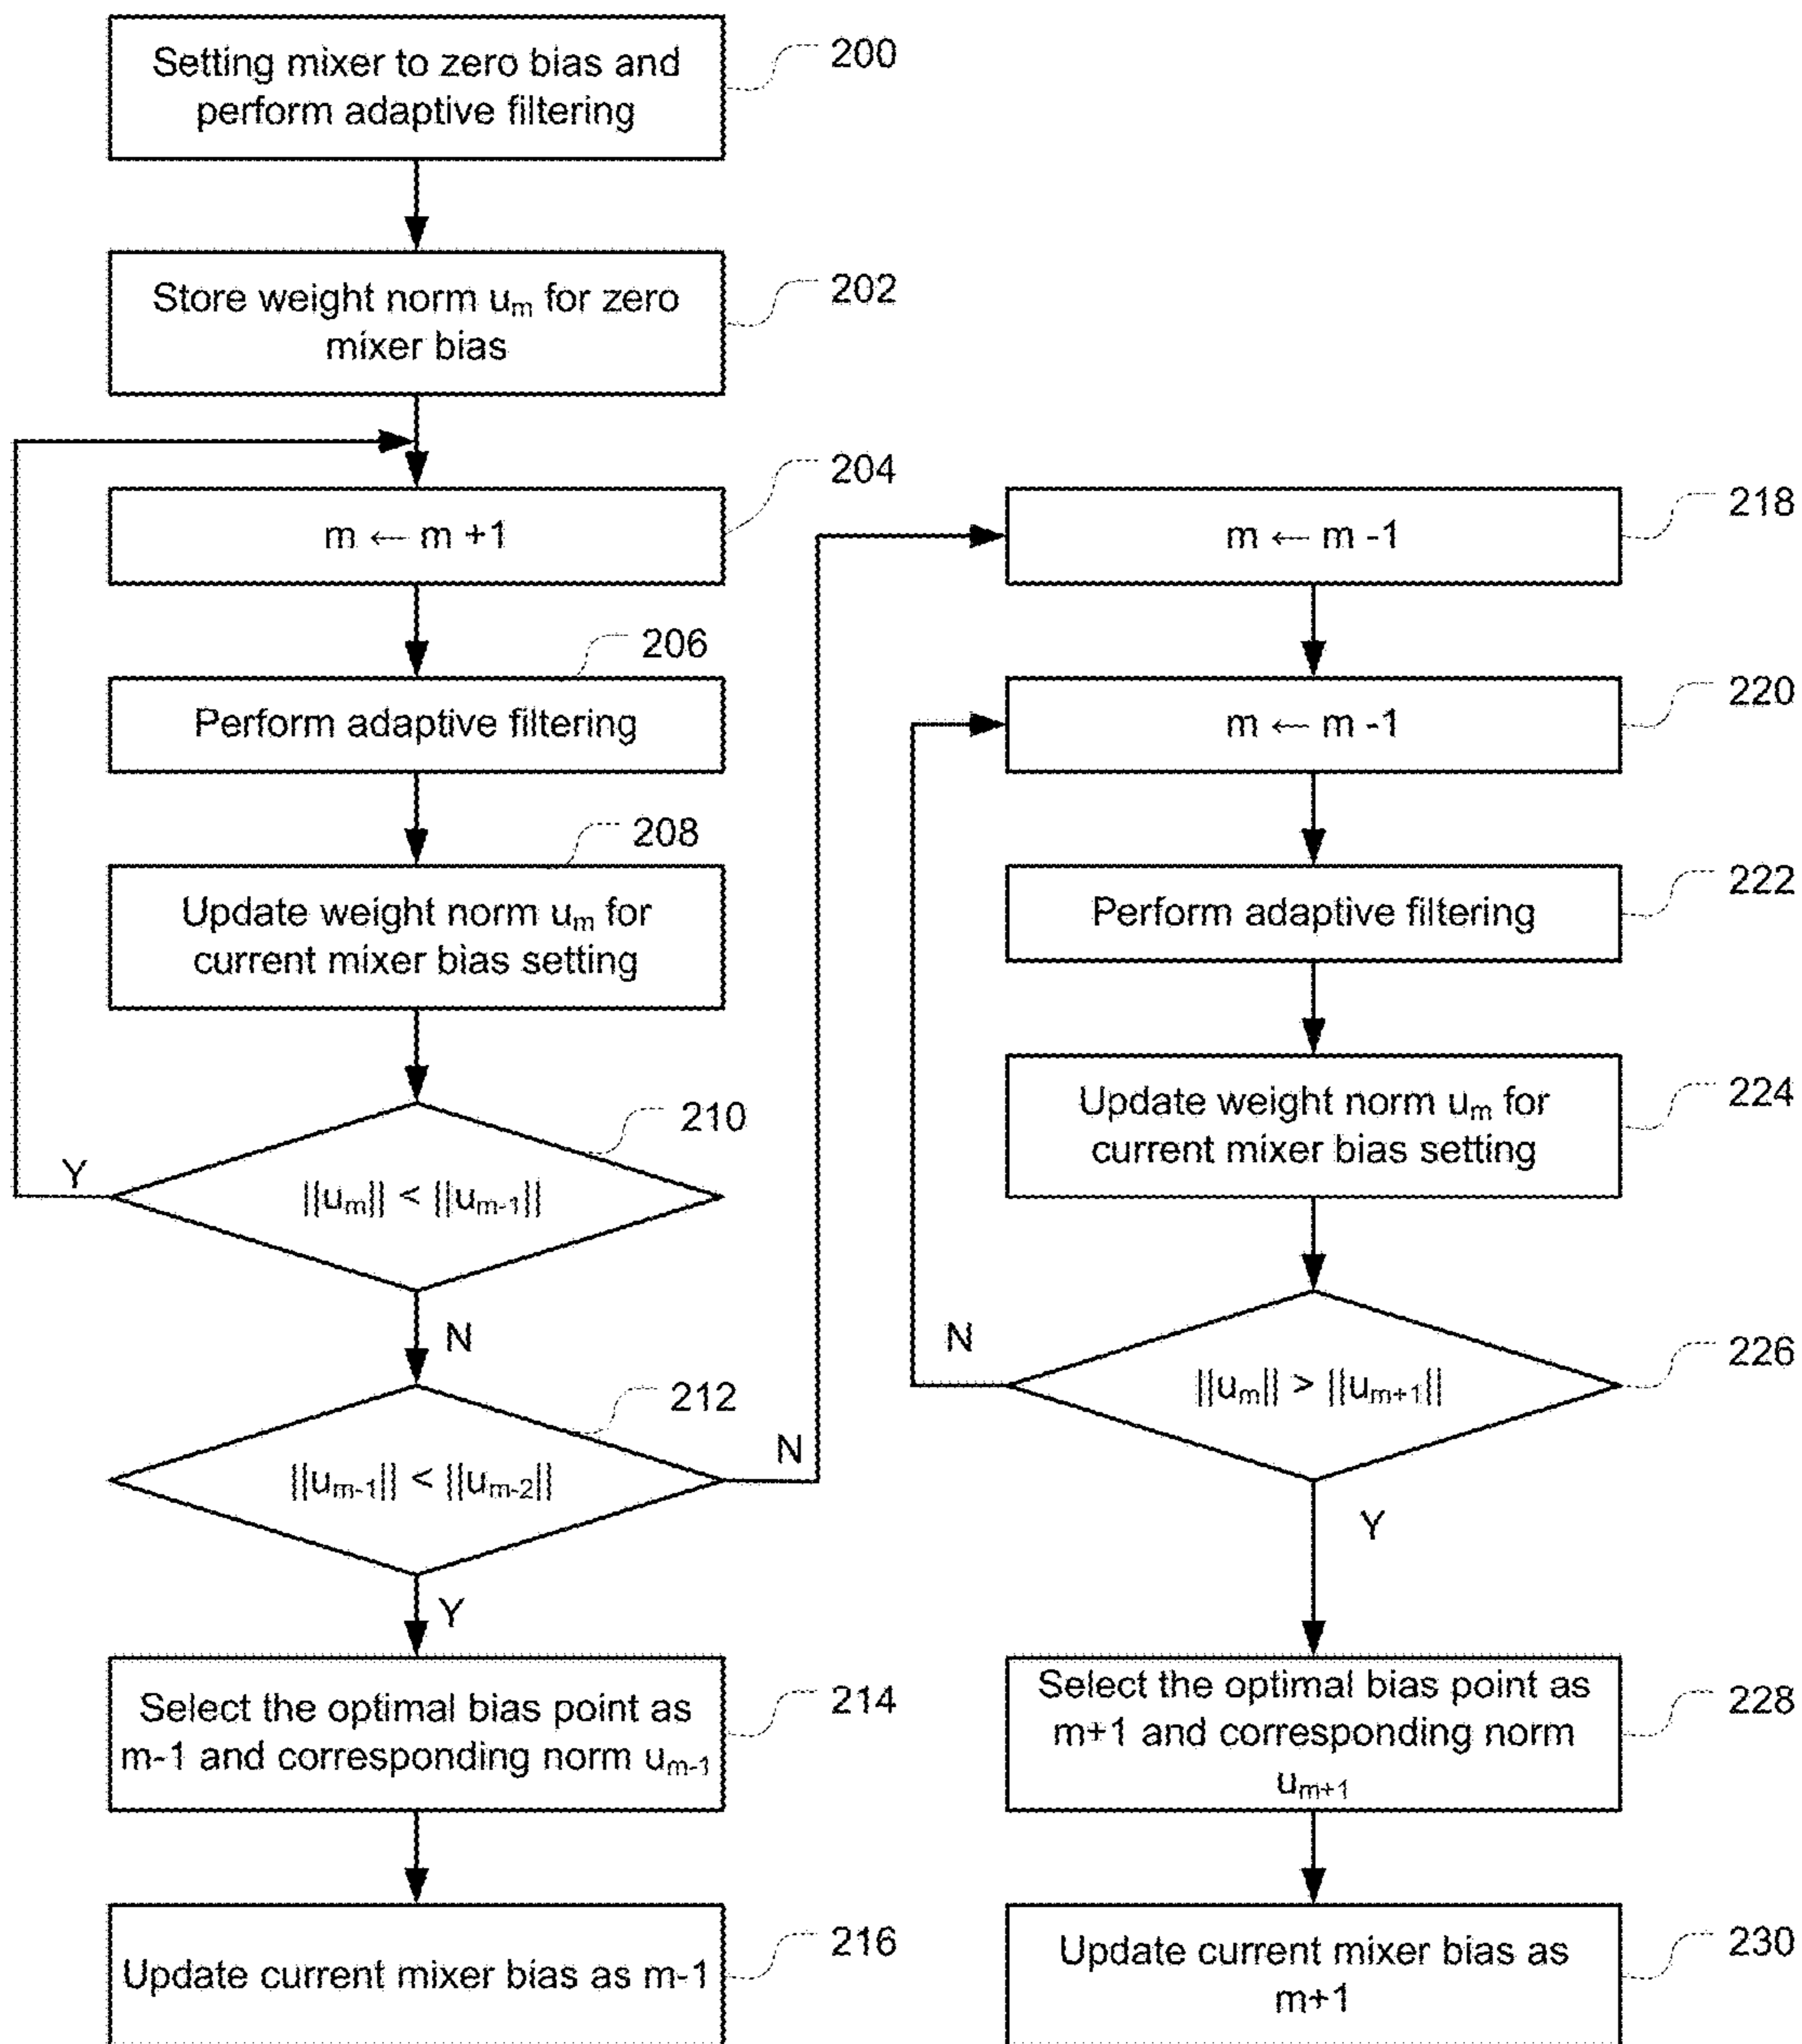 Setting mixer to zero bias and
perform adaptive filtering
200
Store weight norm uₘ for zero
mixer bias
202
m ← m +1
204
Perform adaptive filtering
206
Update weight norm uₘ for
current mixer bias setting
208
||uₘ|| < ||uₘ₋₁||
210
Y
N
||uₘ₋₁|| < ||uₘ₋₂||
212
N
Y
Select the optimal bias point as
m-1 and corresponding norm uₘ₋₁
214
Update current mixer bias as m-1
216
m ← m -1
218
m ← m -1
220
Perform adaptive filtering
222
Update weight norm uₘ for
current mixer bias setting
224
||uₘ|| > ||uₘ₊₁||
226
N
Y
Select the optimal bias point as
m+1 and corresponding norm
uₘ₊₁
228
Update current mixer bias as
m+1
230